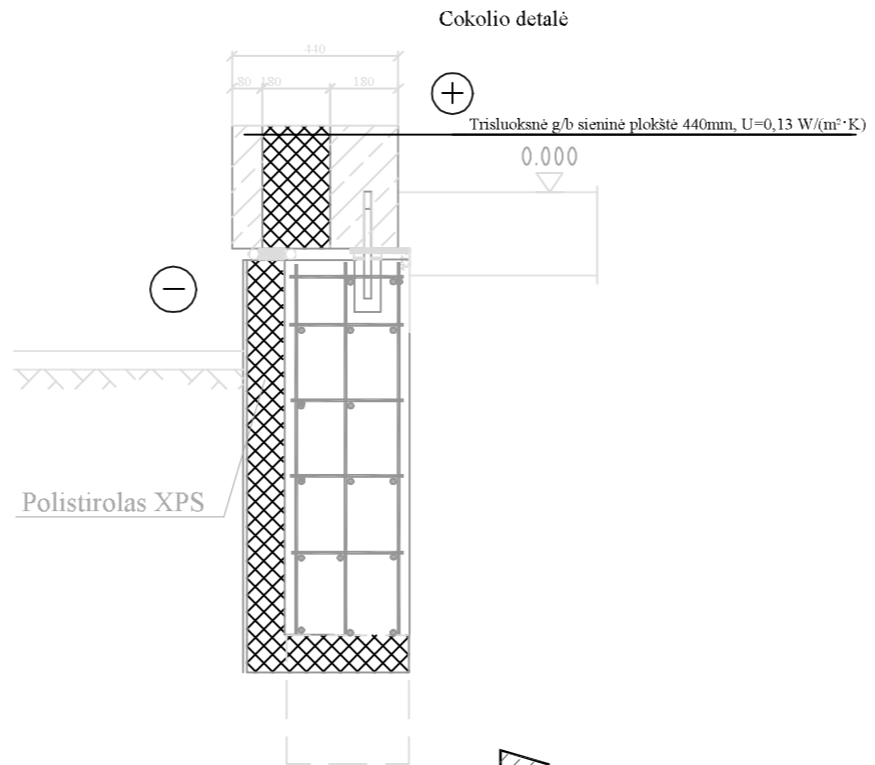 Cokolio detalė
440
80 180 180
+
Trisluoksnė g/b sieninė plokštė 440mm, U=0,13 W/(m²·K)
0.000
−
Polistirolas XPS